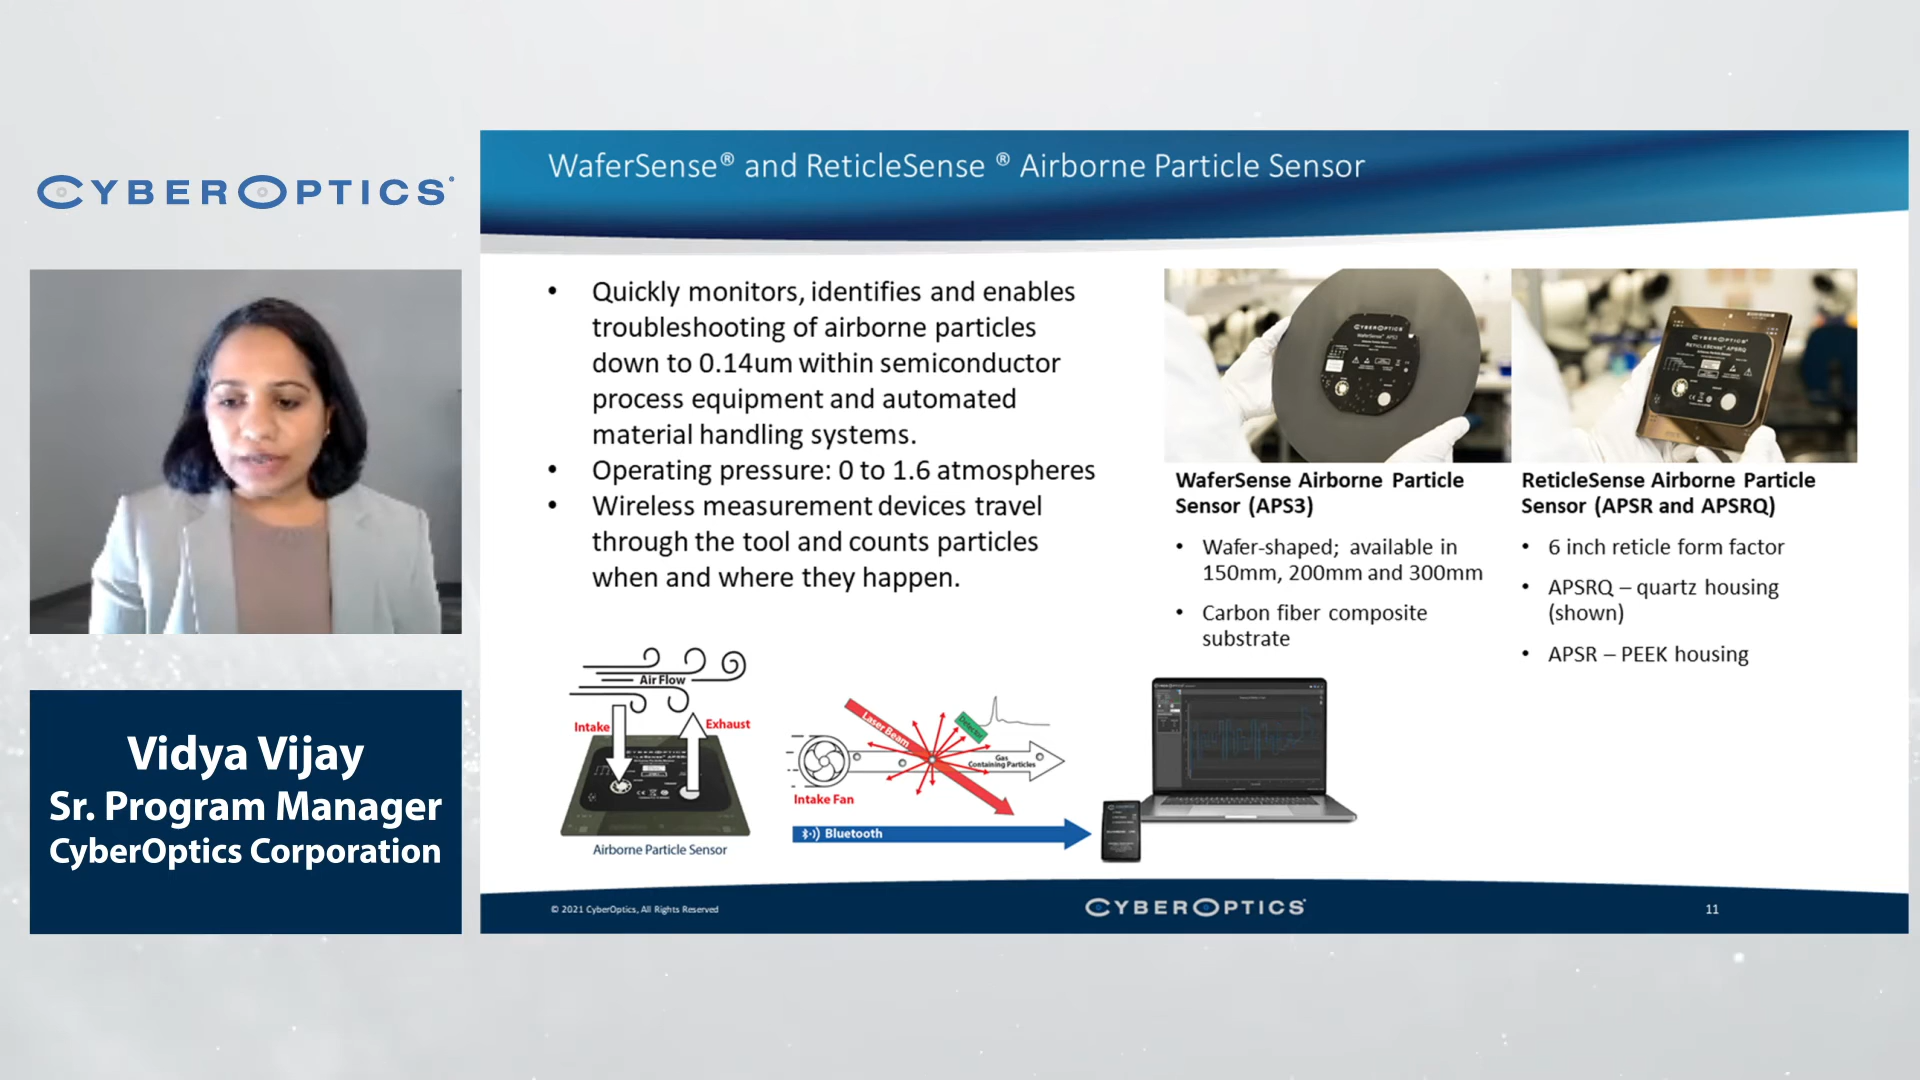 CYBEROPTICS®
Vidya Vijay
Sr. Program Manager
CyberOptics Corporation
WaferSense® and ReticleSense ® Airborne Particle Sensor
• Quickly monitors, identifies and enables
troubleshooting of airborne particles
down to 0.14um within semiconductor
process equipment and automated
material handling systems.
• Operating pressure: 0 to 1.6 atmospheres
• Wireless measurement devices travel
through the tool and counts particles
when and where they happen.
CYBEROPTICS
WaferSense® APS3
CYBEROPTICS
RETICLESENSE® APSRQ
WaferSense Airborne Particle
Sensor (APS3)
• Wafer-shaped; available in
150mm, 200mm and 300mm
• Carbon fiber composite
substrate
ReticleSense Airborne Particle
Sensor (APSR and APSRQ)
• 6 inch reticle form factor
• APSRQ – quartz housing
(shown)
• APSR – PEEK housing
Air Flow
Intake
Exhaust
Airborne Particle Sensor
Laser Beam
Detector
Gas
Containing Particles
Intake Fan
Bluetooth
© 2021 CyberOptics, All Rights Reserved
CYBEROPTICS®
11